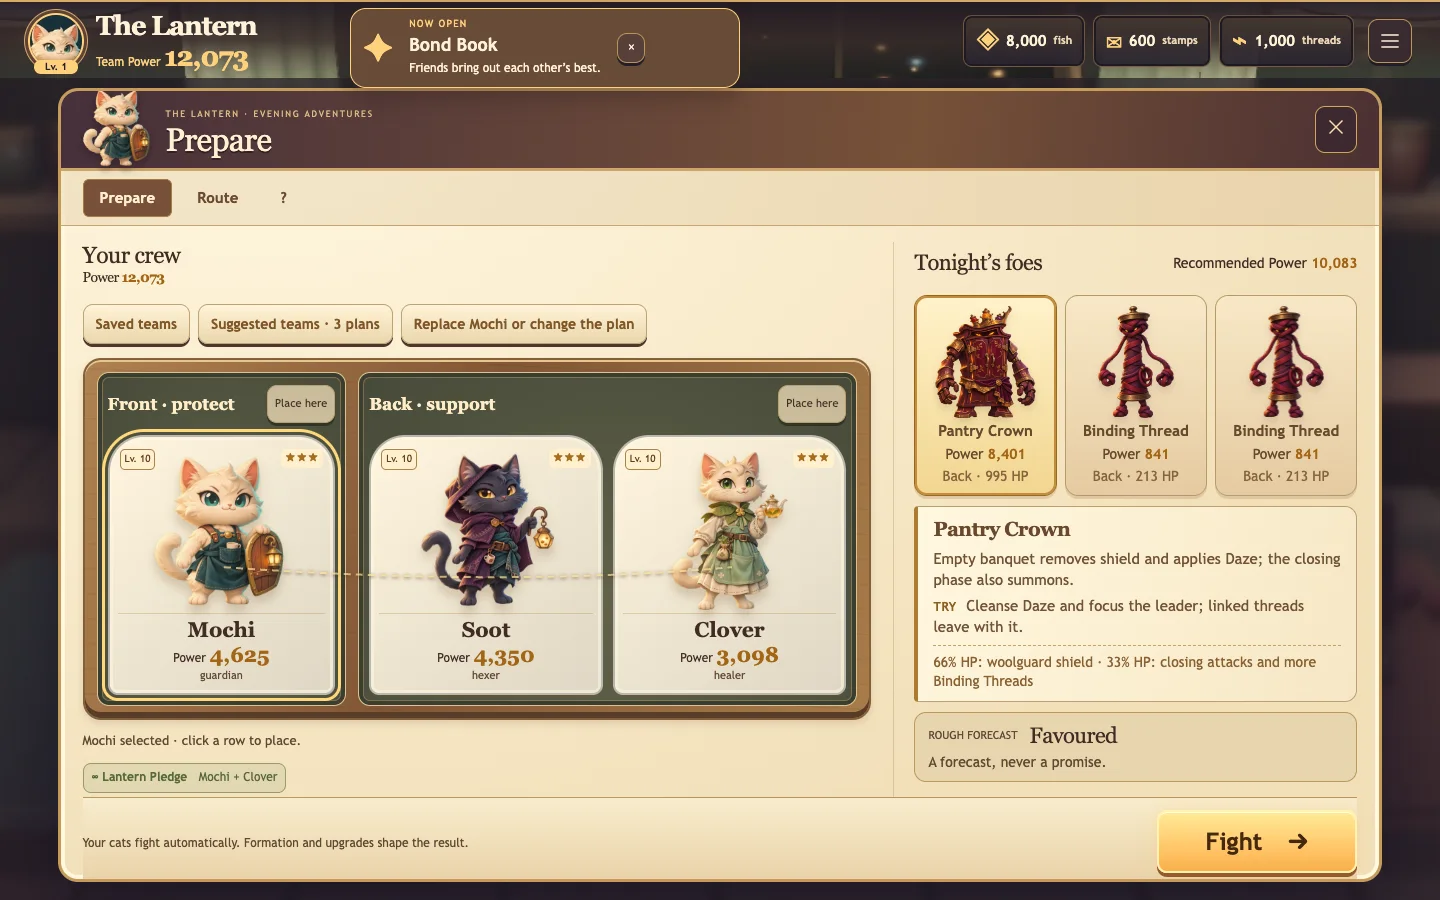 The Lantern
Team Power 12,073
Lv. 1
NOW OPEN
Bond Book
Friends bring out each other's best.
×
8,000 fish
600 stamps
1,000 threads
THE LANTERN · EVENING ADVENTURES
Prepare
Prepare
Route
?
Your crew
Power 12,073
Saved teams
Suggested teams · 3 plans
Replace Mochi or change the plan
Front · protect
Place here
Back · support
Place here
Lv. 10
Mochi
Power 4,625
guardian
Lv. 10
Soot
Power 4,350
hexer
Lv. 10
Clover
Power 3,098
healer
Mochi selected · click a row to place.
∞ Lantern Pledge Mochi + Clover
Tonight's foes
Recommended Power 10,083
Pantry Crown
Power 8,401
Back · 995 HP
Binding Thread
Power 841
Back · 213 HP
Binding Thread
Power 841
Back · 213 HP
Pantry Crown
Empty banquet removes shield and applies Daze; the closing
phase also summons.
TRY Cleanse Daze and focus the leader; linked threads
leave with it.
66% HP: woolguard shield · 33% HP: closing attacks and more
Binding Threads
ROUGH FORECAST Favoured
A forecast, never a promise.
Your cats fight automatically. Formation and upgrades shape the result.
Fight →